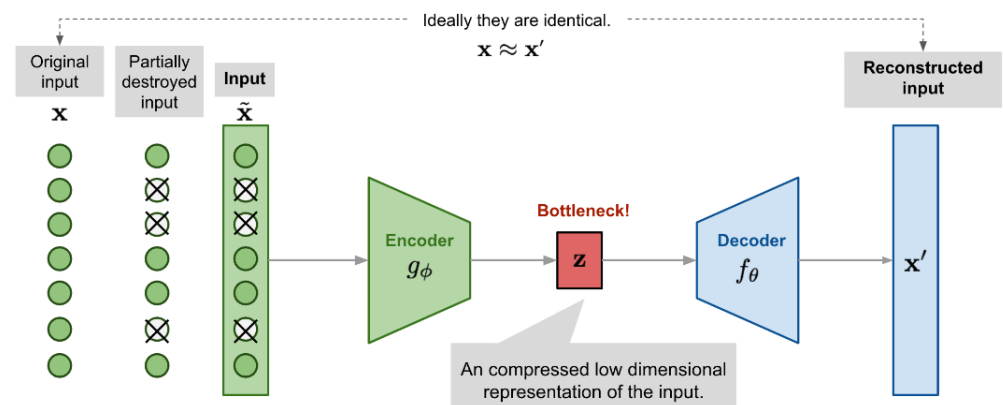 Ideally they are identical.
x ≈ x′
Original
input
x
Partially
destroyed
input
Input
x̃
Reconstructed
input
Encoder
gϕ
Bottleneck!
z
Decoder
fθ
x′
An compressed low dimensional
representation of the input.